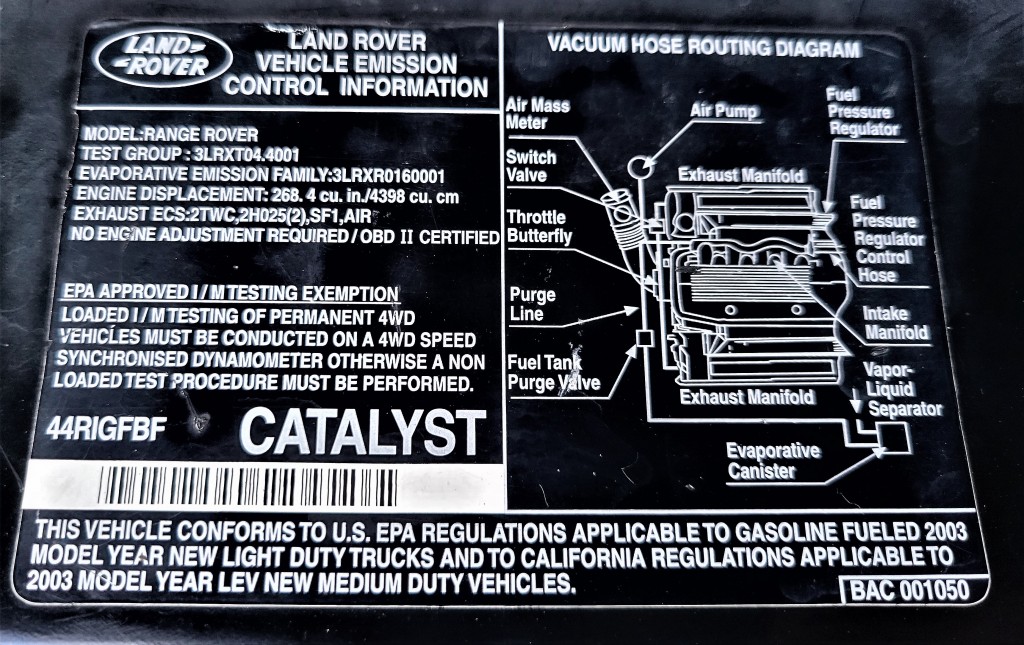 LAND-
-ROVER
LAND ROVER
VEHICLE EMISSION
CONTROL INFORMATION
MODEL:RANGE ROVER
TEST GROUP : 3LRXT04.4001
EVAPORATIVE EMISSION FAMILY:3LRXR0160001
ENGINE DISPLACEMENT: 268. 4 cu. in./4398 cu. cm
EXHAUST ECS:2TWC,2H025(2),SF1,AIR
NO ENGINE ADJUSTMENT REQUIRED / OBD II CERTIFIED
EPA APPROVED I / M TESTING EXEMPTION
LOADED I / M TESTING OF PERMANENT 4WD
VEHICLES MUST BE CONDUCTED ON A 4WD SPEED
SYNCHRONISED DYNAMOMETER OTHERWISE A NON
LOADED TEST PROCEDURE MUST BE PERFORMED.
44RIGFBF
CATALYST
VACUUM HOSE ROUTING DIAGRAM
Air Mass
Meter
Air Pump
Fuel
Pressure
Regulator
Switch
Valve
Exhaust Manifold
Throttle
Butterfly
Fuel
Pressure
Regulator
Control
Hose
Purge
Line
Intake
Manifold
Fuel Tank
Purge Valve
Exhaust Manifold
Vapor-
Liquid
Separator
Evaporative
Canister
THIS VEHICLE CONFORMS TO U.S. EPA REGULATIONS APPLICABLE TO GASOLINE FUELED 2003
MODEL YEAR NEW LIGHT DUTY TRUCKS AND TO CALIFORNIA REGULATIONS APPLICABLE TO
2003 MODEL YEAR LEV NEW MEDIUM DUTY VEHICLES.
BAC 001050